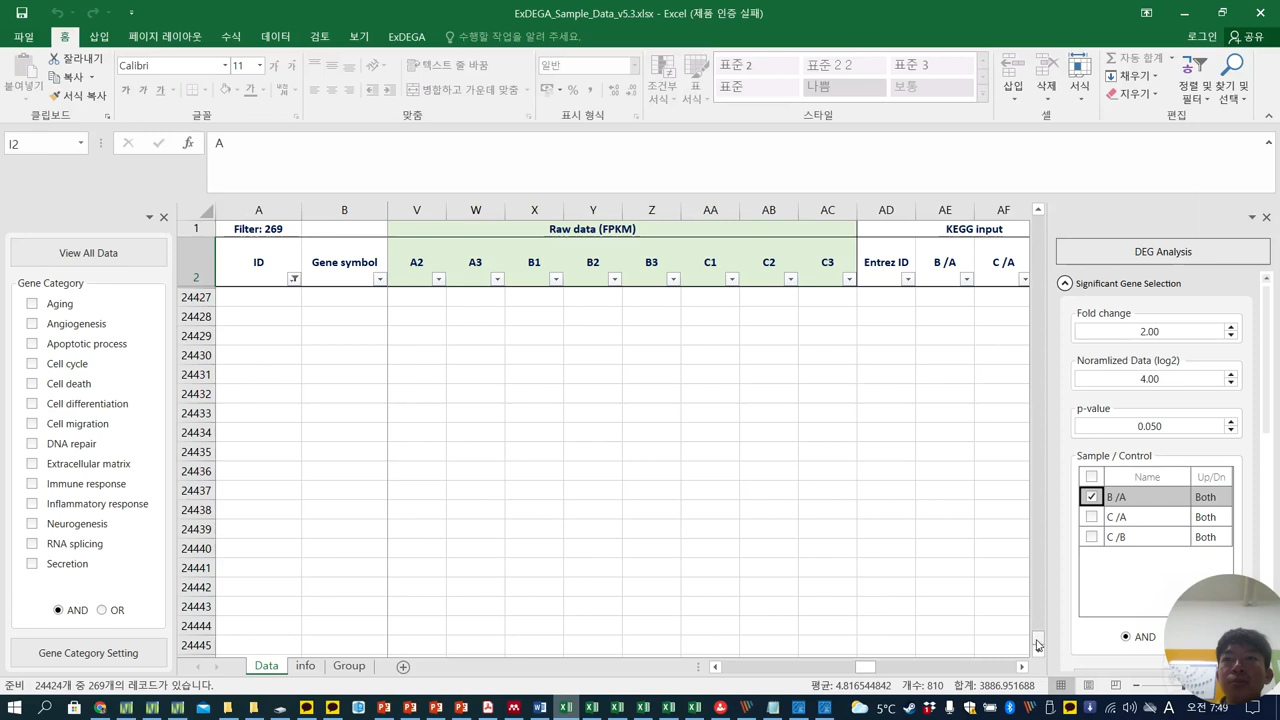 ExDEGA_Sample_Data_v5.3.xlsx - Excel (제품 인증 실패)
파일 홈 삽입 페이지 레이아웃 수식 데이터 검토 보기 ExDEGA 수행할 작업을 알려 주세요. 로그인 공유
붙여넣기 잘라내기 복사 서식 복사 클립보드
Calibri 11 가 가 가 가 가 가 글꼴
텍스트 줄 바꿈 병합하고 가운데 맞춤 맞춤
일반 % , 표시 형식
조건부 서식 표 서식 표준 2 표준 2 2 표준 3 표준 나쁨 보통 스타일
삽입 삭제 서식 셀
자동 합계 채우기 지우기 정렬 및 필터 찾기 및 선택 편집
I2 fx A
View All Data
Gene Category
Aging
Angiogenesis
Apoptotic process
Cell cycle
Cell death
Cell differentiation
Cell migration
DNA repair
Extracellular matrix
Immune response
Inflammatory response
Neurogenesis
RNA splicing
Secretion
AND OR
Gene Category Setting
A B V W X Y Z AA AB AC AD AE AF
1 Filter: 269 Raw data (FPKM) KEGG input
2 ID Gene symbol A2 A3 B1 B2 B3 C1 C2 C3 Entrez ID B /A C /A
24427
24428
24429
24430
24431
24432
24433
24434
24435
24436
24437
24438
24439
24440
24441
24442
24443
24444
24445
Data info Group
DEG Analysis
Significant Gene Selection
Fold change
2.00
Noramlized Data (log2)
4.00
p-value
0.050
Sample / Control
Name Up/Dn
B /A Both
C /A Both
C /B Both
AND
준비 24424개 중 269개의 레코드가 있습니다. 평균: 4.816544842 개수: 810 합계: 3886.951688
5°C A 오전 7:49